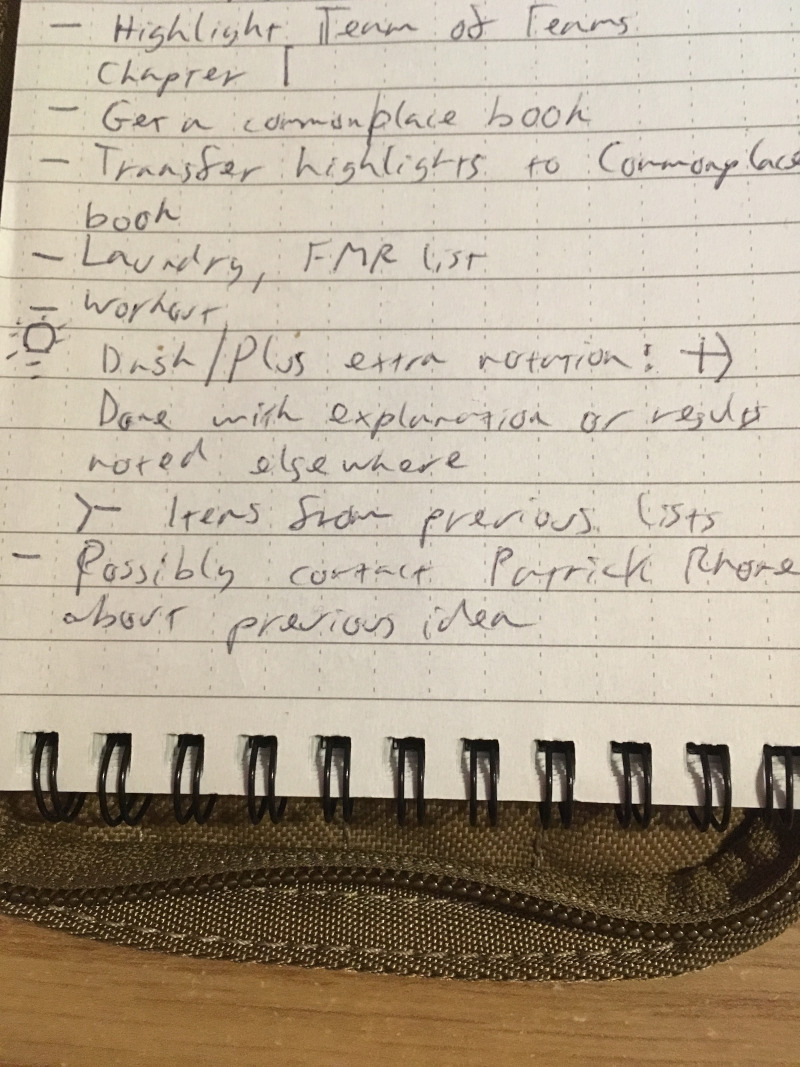 - Highlight Team of Teams
Chapter 1
- Get a commonplace book
- Transfer highlights to Commonplace
book
- Laundry, FMR list
- Workout
Dash/Plus extra notation: +>
Done with explanation or results
noted elsewhere
>- Items from previous lists
- Possibly contact Patrick Rhone
about previous idea